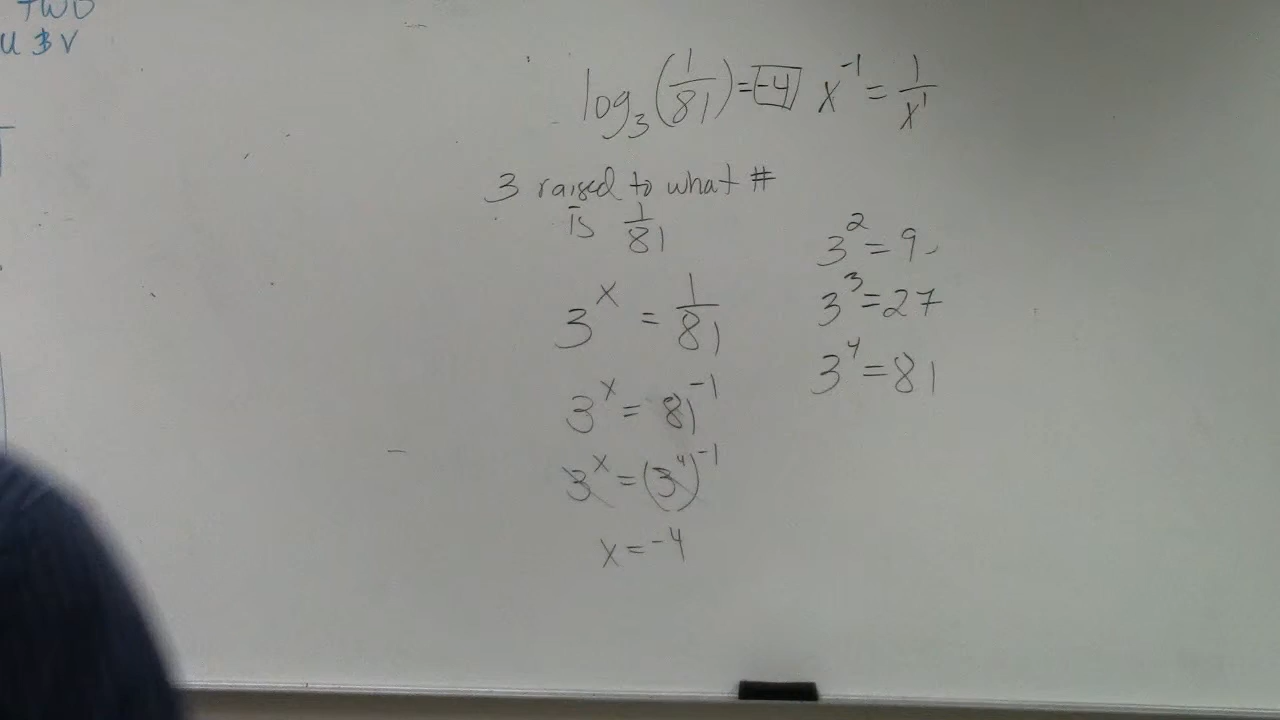 TWO
U & V
log₃(1/81) = -4 x⁻¹ = 1/x¹
3 raised to what #
is 1/81
3ˣ = 1/81
3ˣ = 81⁻¹
3ˣ = (3⁴)⁻¹
x = -4
3² = 9
3³ = 27
3⁴ = 81